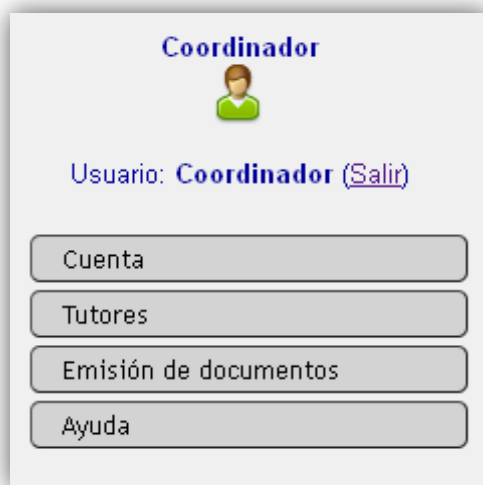 Coordinador
Usuario: Coordinador (Salir)
Cuenta
Tutores
Emisión de documentos
Ayuda